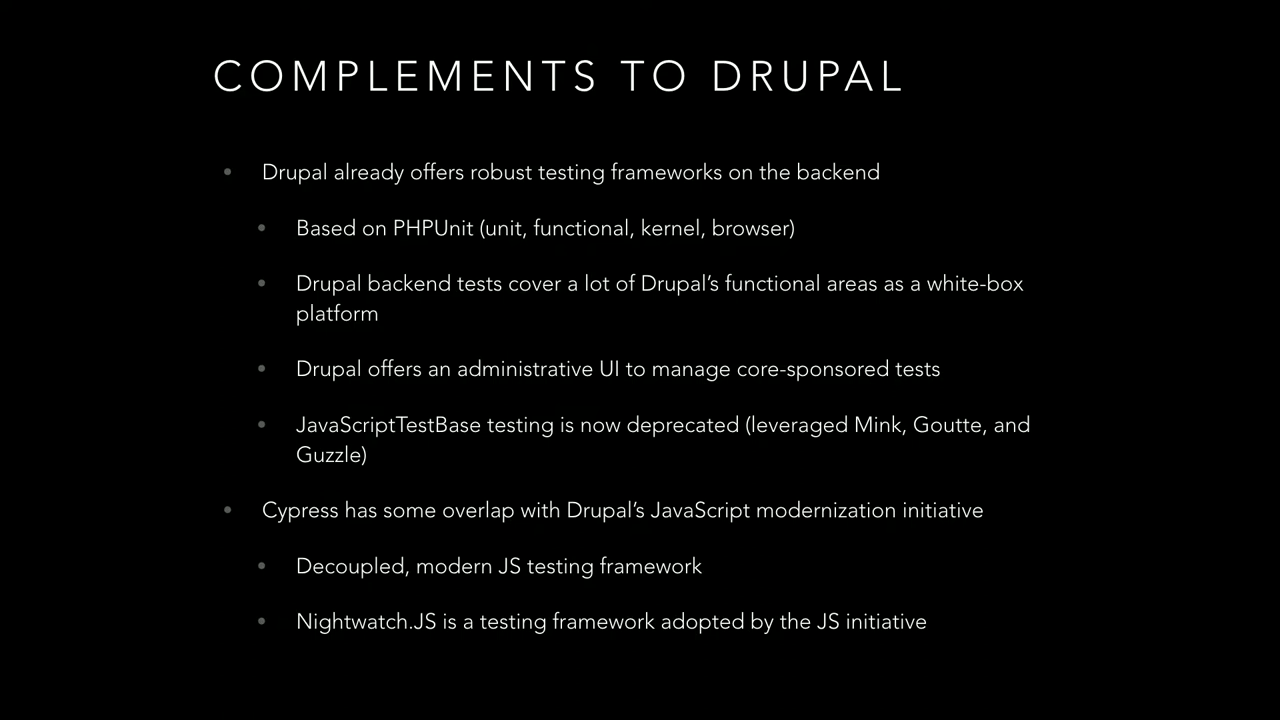 COMPLEMENTS TO DRUPAL
• Drupal already offers robust testing frameworks on the backend
• Based on PHPUnit (unit, functional, kernel, browser)
• Drupal backend tests cover a lot of Drupal’s functional areas as a white-box
platform
• Drupal offers an administrative UI to manage core-sponsored tests
• JavaScriptTestBase testing is now deprecated (leveraged Mink, Goutte, and
Guzzle)
• Cypress has some overlap with Drupal’s JavaScript modernization initiative
• Decoupled, modern JS testing framework
• Nightwatch.JS is a testing framework adopted by the JS initiative